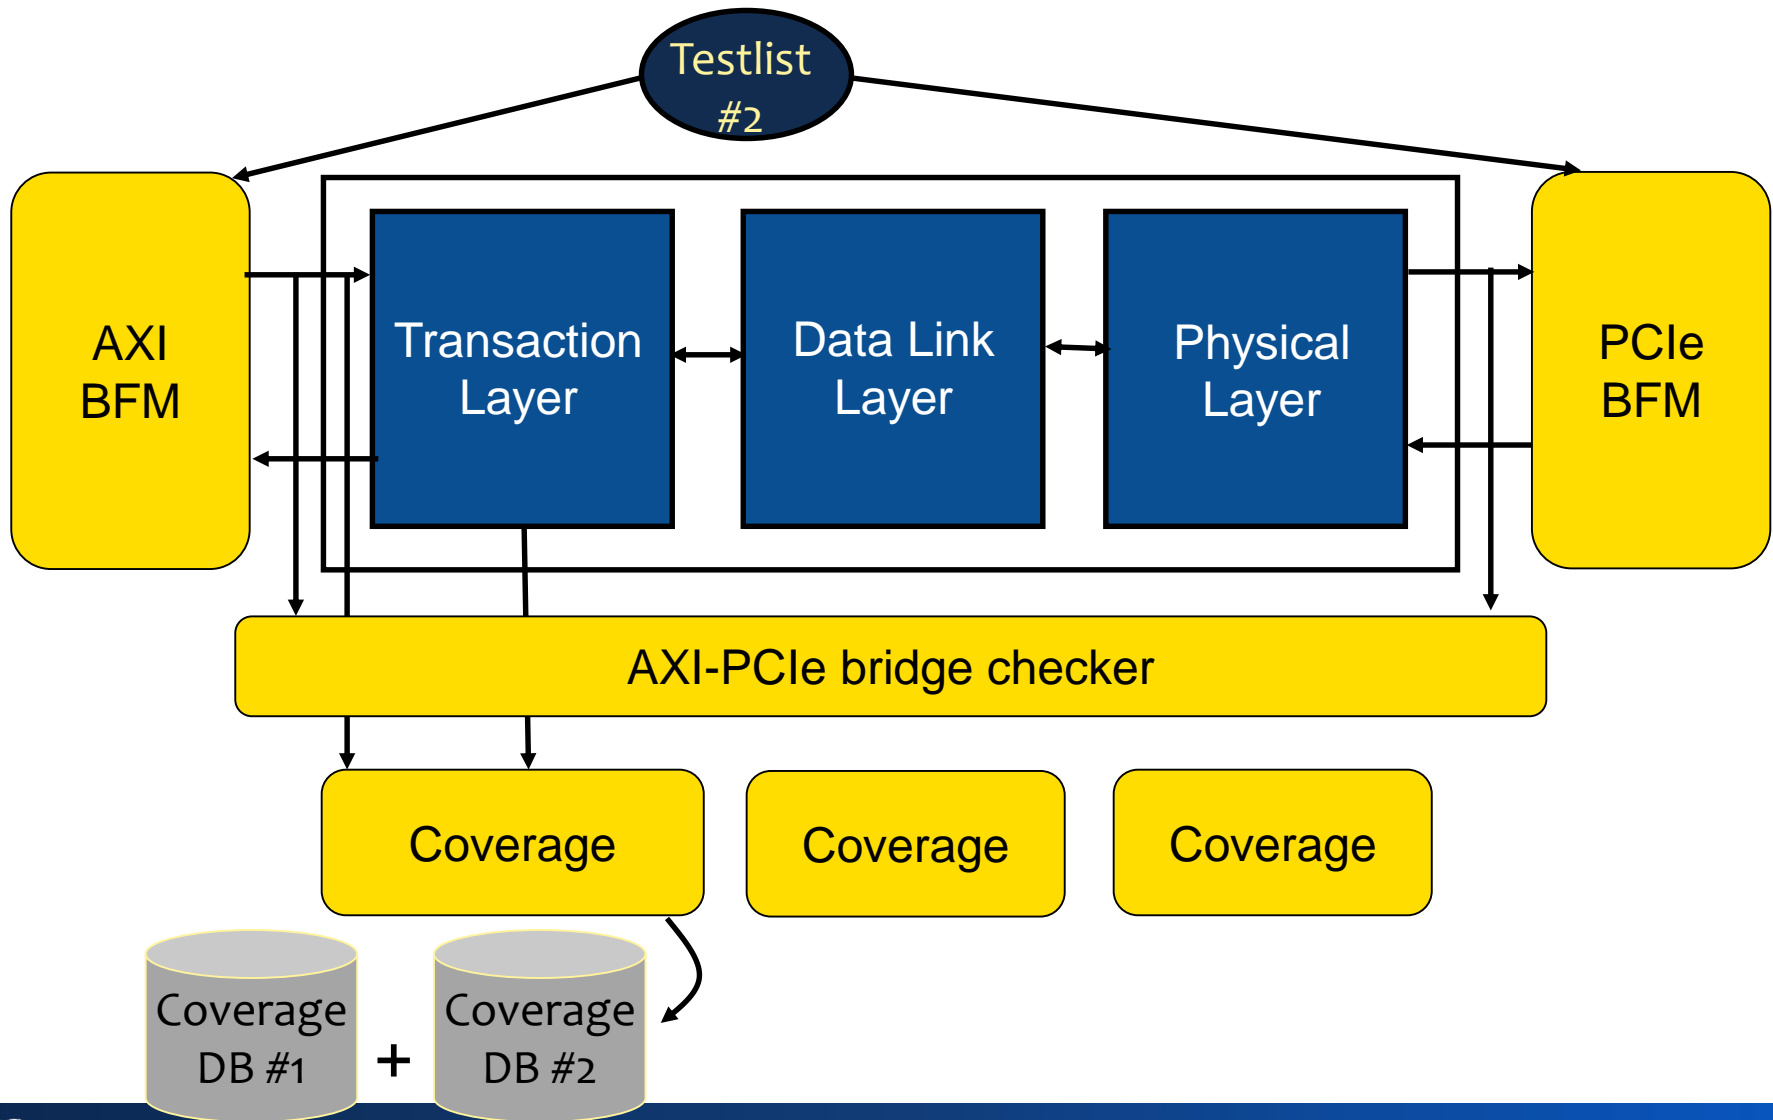 Testlist
#2
AXI
BFM
Transaction
Layer
Data Link
Layer
Physical
Layer
PCIe
BFM
AXI-PCIe bridge checker
Coverage
Coverage
Coverage
Coverage
DB #1
+
Coverage
DB #2